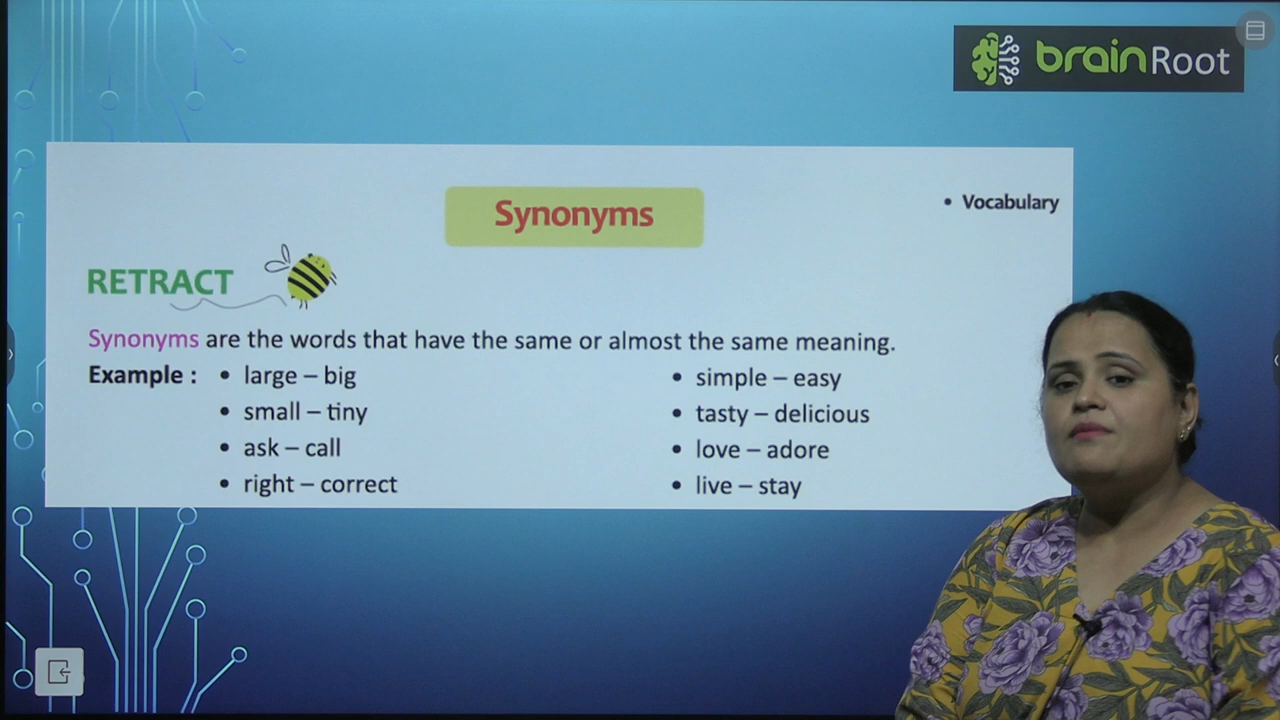 brainRoot
Synonyms
• Vocabulary
RETRACT
Synonyms are the words that have the same or almost the same meaning.
Example : • large – big • simple – easy
• small – tiny • tasty – delicious
• ask – call • love – adore
• right – correct • live – stay